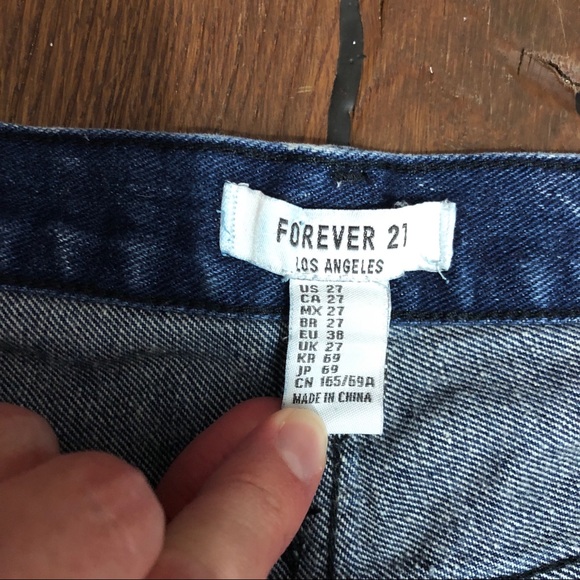 FOREVER 21
LOS ANGELES
US 27
CA 27
MX 27
BR 27
EU 38
UK 27
KR 69
JP 69
CN 165/69A
MADE IN CHINA